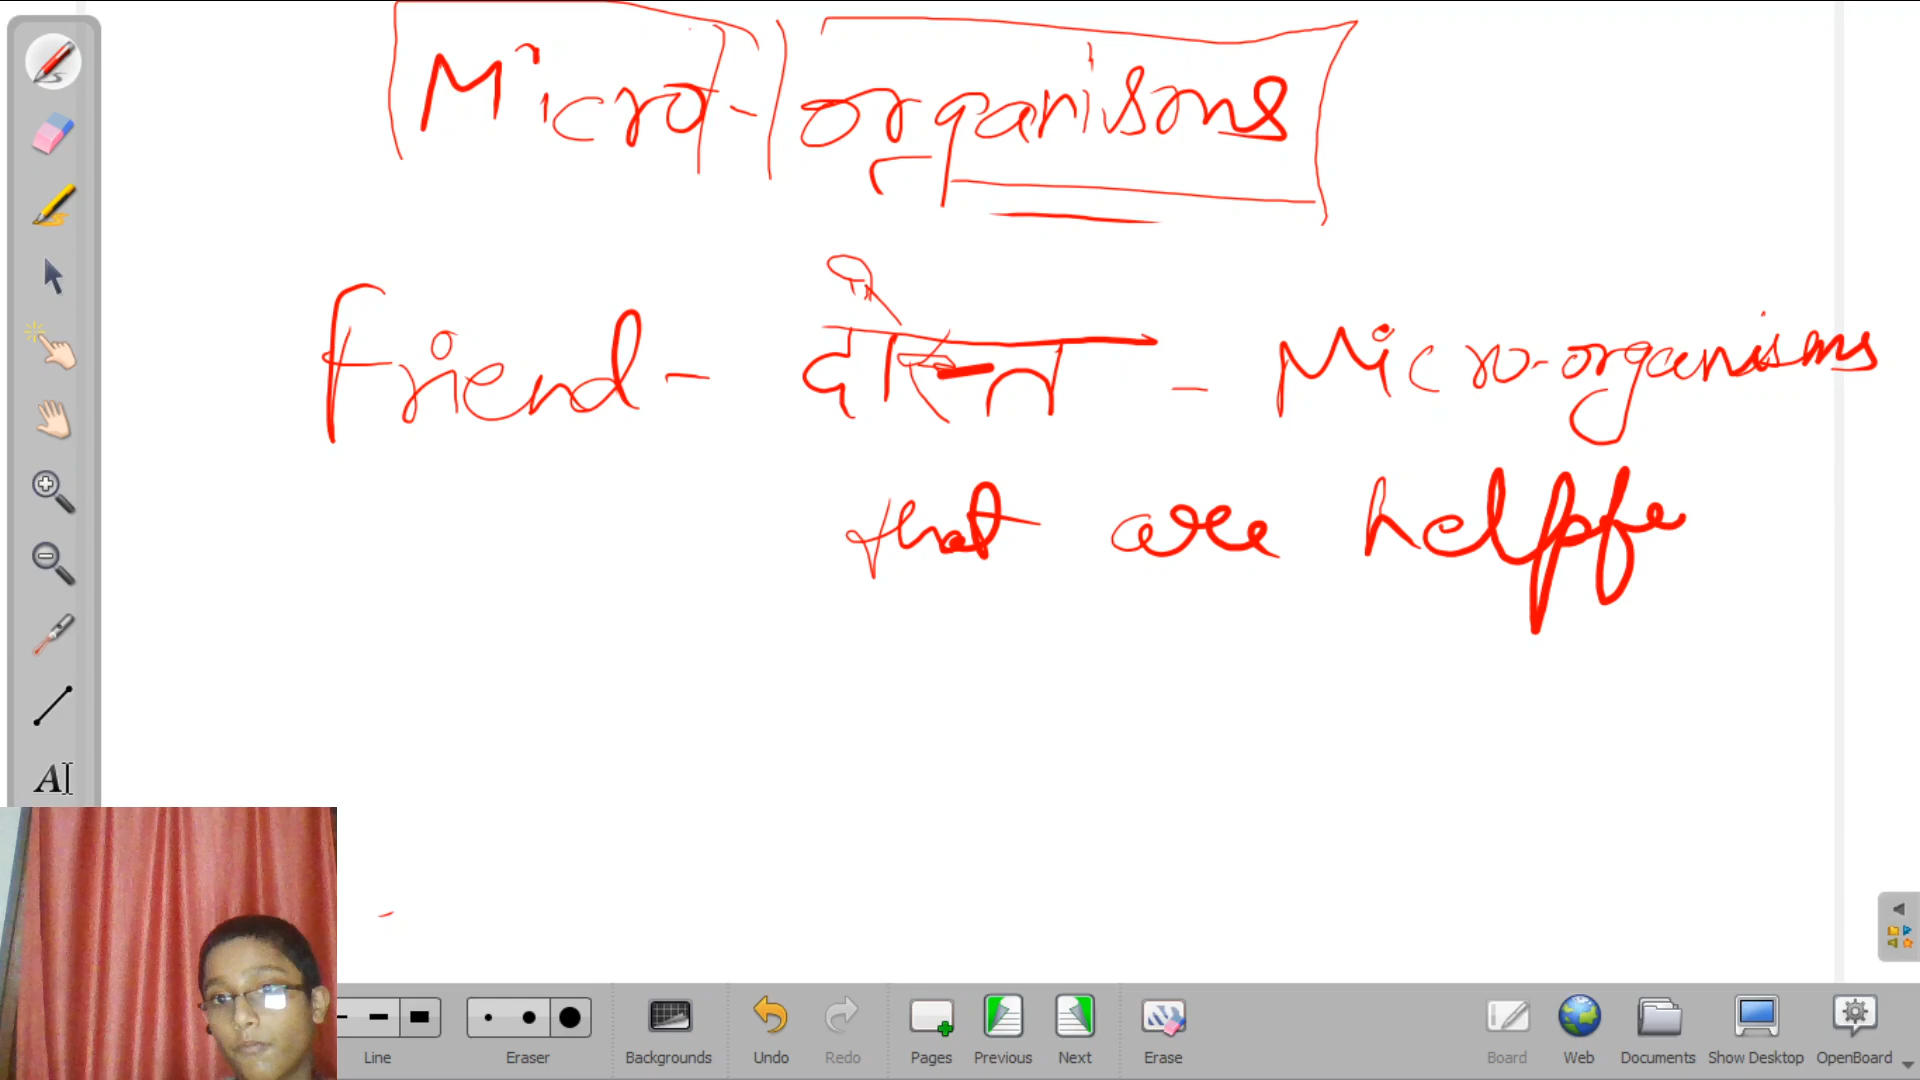 Micro-organisms
Friend - दोस्त - Micro-organisms
that are helpfu
Line
Eraser
Backgrounds
Undo
Redo
Pages
Previous
Next
Erase
Board
Web
Documents
Show Desktop
OpenBoard